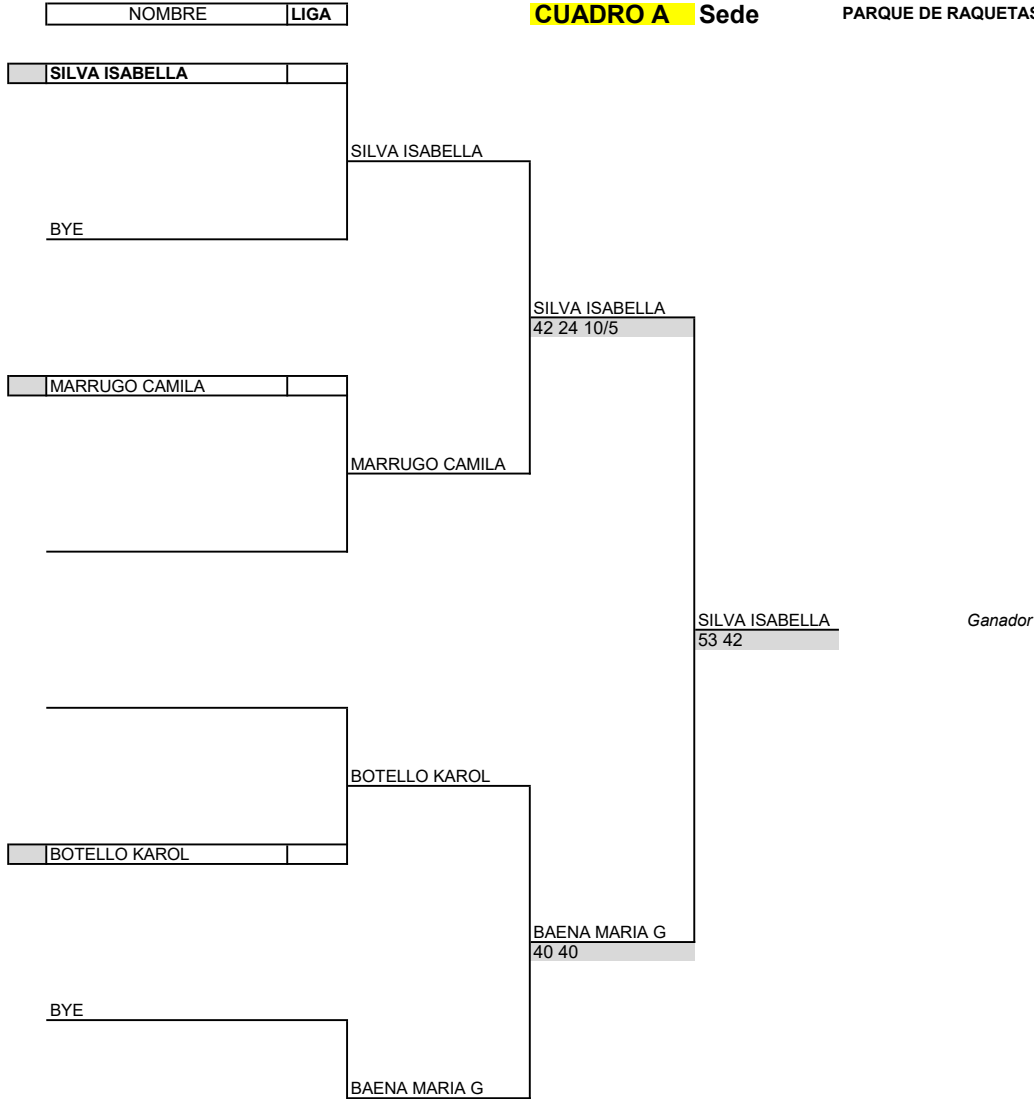 NOMBRE LIGA CUADRO A Sede PARQUE DE RAQUETAS
SILVA ISABELLA
SILVA ISABELLA
BYE
SILVA ISABELLA
42 24 10/5
MARRUGO CAMILA
MARRUGO CAMILA
SILVA ISABELLA Ganador
53 42
BOTELLO KAROL
BOTELLO KAROL
BAENA MARIA G
40 40
BYE
BAENA MARIA G